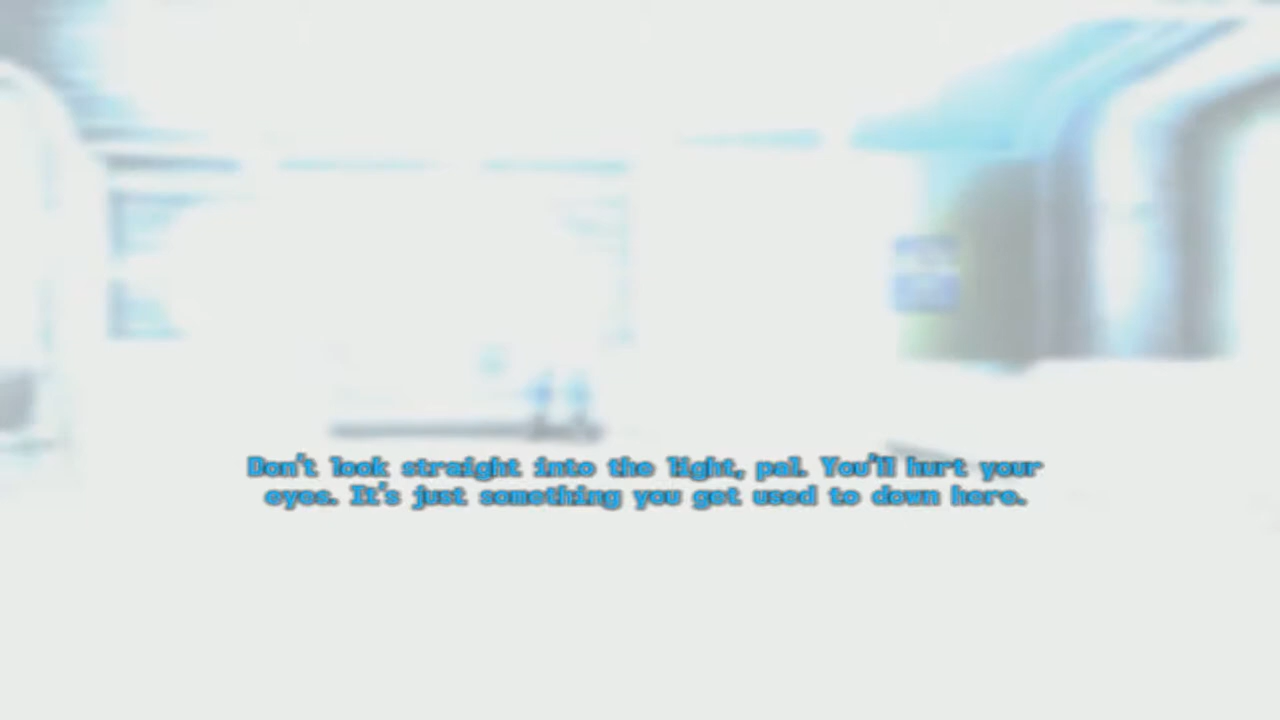 Don't look straight into the light, pal. You'll hurt your
eyes. It's just something you get used to down here.